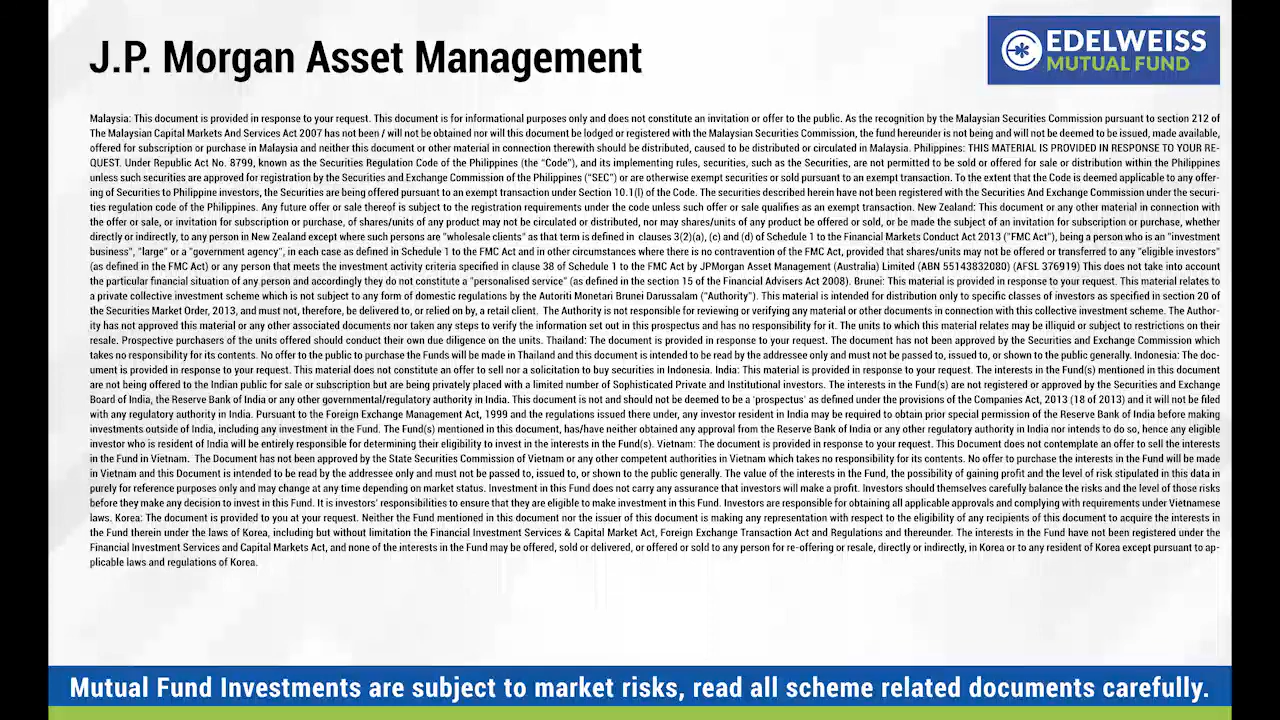 J.P. Morgan Asset Management
EDELWEISS
MUTUAL FUND
Malaysia: This document is provided in response to your request. This document is for informational purposes only and does not constitute an invitation or offer to the public. As the recognition by the Malaysian Securities Commission pursuant to section 212 of
The Malaysian Capital Markets And Services Act 2007 has not been / will not be obtained nor will this document be lodged or registered with the Malaysian Securities Commission, the fund hereunder is not being and will not be deemed to be issued, made available,
offered for subscription or purchase in Malaysia and neither this document or other material in connection therewith should be distributed, caused to be distributed or circulated in Malaysia. Philippines: THIS MATERIAL IS PROVIDED IN RESPONSE TO YOUR RE-
QUEST. Under Republic Act No. 8799, known as the Securities Regulation Code of the Philippines (the “Code”), and its implementing rules, securities, such as the Securities, are not permitted to be sold or offered for sale or distribution within the Philippines
unless such securities are approved for registration by the Securities and Exchange Commission of the Philippines (“SEC”) or are otherwise exempt securities or sold pursuant to an exempt transaction. To the extent that the Code is deemed applicable to any offer-
ing of Securities to Philippine investors, the Securities are being offered pursuant to an exempt transaction under Section 10.1(l) of the Code. The securities described herein have not been registered with the Securities And Exchange Commission under the securi-
ties regulation code of the Philippines. Any future offer or sale thereof is subject to the registration requirements under the code unless such offer or sale qualifies as an exempt transaction. New Zealand: This document or any other material in connection with
the offer or sale, or invitation for subscription or purchase, of shares/units of any product may not be circulated or distributed, nor may shares/units of any product be offered or sold, or be made the subject of an invitation for subscription or purchase, whether
directly or indirectly, to any person in New Zealand except where such persons are "wholesale clients" as that term is defined in clauses 3(2)(a), (c) and (d) of Schedule 1 to the Financial Markets Conduct Act 2013 (“FMC Act”), being a person who is an “investment
business”, “large” or a “government agency”, in each case as defined in Schedule 1 to the FMC Act and in other circumstances where there is no contravention of the FMC Act, provided that shares/units may not be offered or transferred to any "eligible investors"
(as defined in the FMC Act) or any person that meets the investment activity criteria specified in clause 38 of Schedule 1 to the FMC Act by JPMorgan Asset Management (Australia) Limited (ABN 55143832080) (AFSL 376919) This does not take into account
the particular financial situation of any person and accordingly they do not constitute a “personalised service” (as defined in the section 15 of the Financial Advisers Act 2008). Brunei: This material is provided in response to your request. This material relates to
a private collective investment scheme which is not subject to any form of domestic regulations by the Autoriti Monetari Brunei Darussalam (“Authority”). This material is intended for distribution only to specific classes of investors as specified in section 20 of
the Securities Market Order, 2013, and must not, therefore, be delivered to, or relied on by, a retail client. The Authority is not responsible for reviewing or verifying any material or other documents in connection with this collective investment scheme. The Author-
ity has not approved this material or any other associated documents nor taken any steps to verify the information set out in this prospectus and has no responsibility for it. The units to which this material relates may be illiquid or subject to restrictions on their
resale. Prospective purchasers of the units offered should conduct their own due diligence on the units. Thailand: The document is provided in response to your request. The document has not been approved by the Securities and Exchange Commission which
takes no responsibility for its contents. No offer to the public to purchase the Funds will be made in Thailand and this document is intended to be read by the addressee only and must not be passed to, issued to, or shown to the public generally. Indonesia: The doc-
ument is provided in response to your request. This material does not constitute an offer to sell nor a solicitation to buy securities in Indonesia. India: This material is provided in response to your request. The interests in the Fund(s) mentioned in this document
are not being offered to the Indian public for sale or subscription but are being privately placed with a limited number of Sophisticated Private and Institutional investors. The interests in the Fund(s) are not registered or approved by the Securities and Exchange
Board of India, the Reserve Bank of India or any other governmental/regulatory authority in India. This document is not and should not be deemed to be a ‘prospectus’ as defined under the provisions of the Companies Act, 2013 (18 of 2013) and it will not be filed
with any regulatory authority in India. Pursuant to the Foreign Exchange Management Act, 1999 and the regulations issued there under, any investor resident in India may be required to obtain prior special permission of the Reserve Bank of India before making
investments outside of India, including any investment in the Fund. The Fund(s) mentioned in this document, has/have neither obtained any approval from the Reserve Bank of India or any other regulatory authority in India nor intends to do so, hence any eligible
investor who is resident of India will be entirely responsible for determining their eligibility to invest in the interests in the Fund(s). Vietnam: The document is provided in response to your request. This Document does not contemplate an offer to sell the interests
in the Fund in Vietnam. The Document has not been approved by the State Securities Commission of Vietnam or any other competent authorities in Vietnam which takes no responsibility for its contents. No offer to purchase the interests in the Fund will be made
in Vietnam and this Document is intended to be read by the addressee only and must not be passed to, issued to, or shown to the public generally. The value of the interests in the Fund, the possibility of gaining profit and the level of risk stipulated in this data in
purely for reference purposes only and may change at any time depending on market status. Investment in this Fund does not carry any assurance that investors will make a profit. Investors should themselves carefully balance the risks and the level of those risks
before they make any decision to invest in this Fund. It is investors’ responsibilities to ensure that they are eligible to make investment in this Fund. Investors are responsible for obtaining all applicable approvals and complying with requirements under Vietnamese
laws. Korea: The document is provided to you at your request. Neither the Fund mentioned in this document nor the issuer of this document is making any representation with respect to the eligibility of any recipients of this document to acquire the interests in
the Fund therein under the laws of Korea, including but without limitation the Financial Investment Services & Capital Market Act, Foreign Exchange Transaction Act and Regulations and thereunder. The interests in the Fund have not been registered under the
Financial Investment Services and Capital Markets Act, and none of the interests in the Fund may be offered, sold or delivered, or offered or sold to any person for re-offering or resale, directly or indirectly, in Korea or to any resident of Korea except pursuant to ap-
plicable laws and regulations of Korea.
Mutual Fund Investments are subject to market risks, read all scheme related documents carefully.